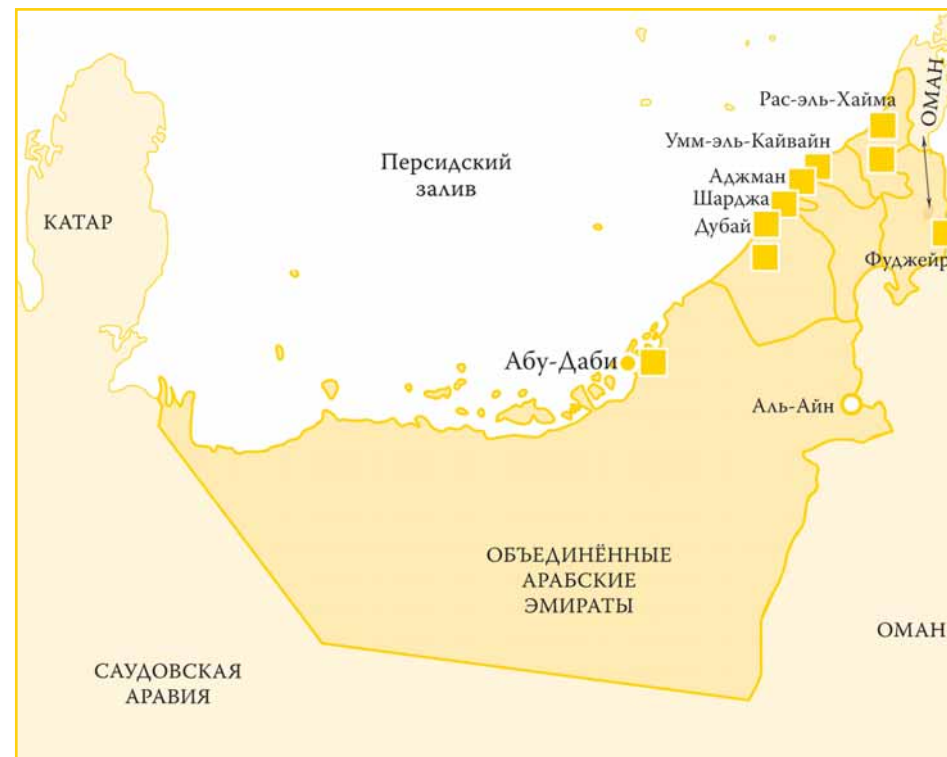 ОМАН
Рас-эль-Хайма
Умм-эль-Кайвайн
Персидский
залив
Аджман
Шарджа
КАТАР
Дубай
Фуджейр
Абу-Даби
Аль-Айн
ОБЪЕДИНЁННЫЕ
АРАБСКИЕ
ЭМИРАТЫ
ОМАН
САУДОВСКАЯ
АРАВИЯ